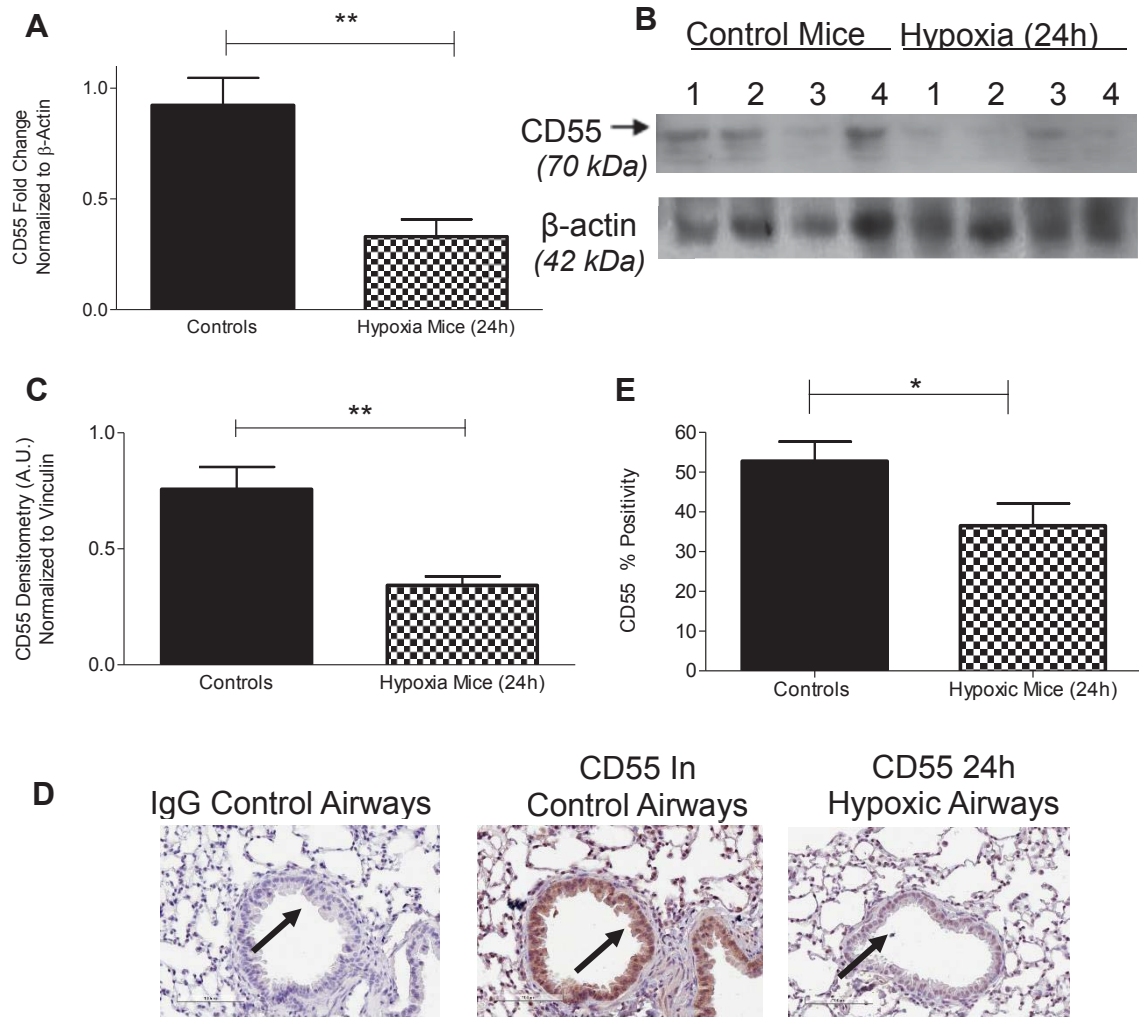 A
**
CD55 Fold Change
Normalized to β-Actin
1.0
0.5
0.0
Controls
Hypoxia Mice (24h)
B
Control Mice
Hypoxia (24h)
1 2 3 4 1 2 3 4
CD55
(70 kDa)
β-actin
(42 kDa)
C
**
CD55 Densitometry (A.U.)
Normalized to Vinculin
1.0
0.5
0.0
Controls
Hypoxia Mice (24h)
E
*
CD55 % Positivity
60
50
40
30
20
10
0
Controls
Hypoxic Mice (24h)
D
IgG Control Airways
CD55 In
Control Airways
CD55 24h
Hypoxic Airways